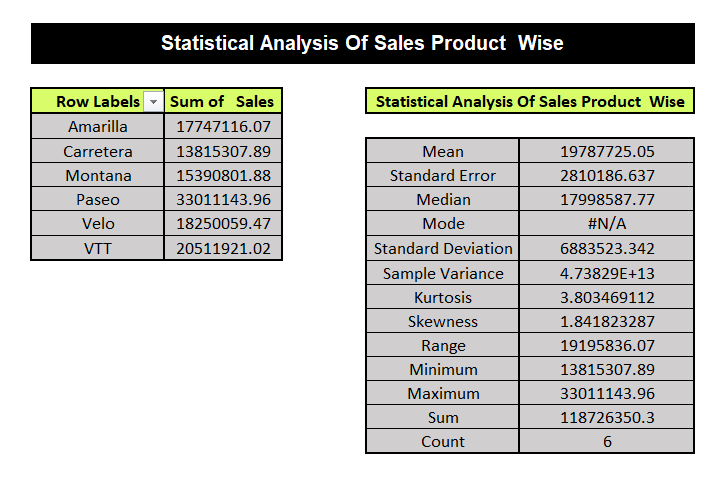 Statistical Analysis Of Sales Product  Wise
Row Labels Sum of  Sales
Amarilla 17747116.07
Carretera 13815307.89
Montana 15390801.88
Paseo 33011143.96
Velo 18250059.47
VTT 20511921.02
Statistical Analysis Of Sales Product  Wise
Mean 19787725.05
Standard Error 2810186.637
Median 17998587.77
Mode #N/A
Standard Deviation 6883523.342
Sample Variance 4.73829E+13
Kurtosis 3.803469112
Skewness 1.841823287
Range 19195836.07
Minimum 13815307.89
Maximum 33011143.96
Sum 118726350.3
Count 6